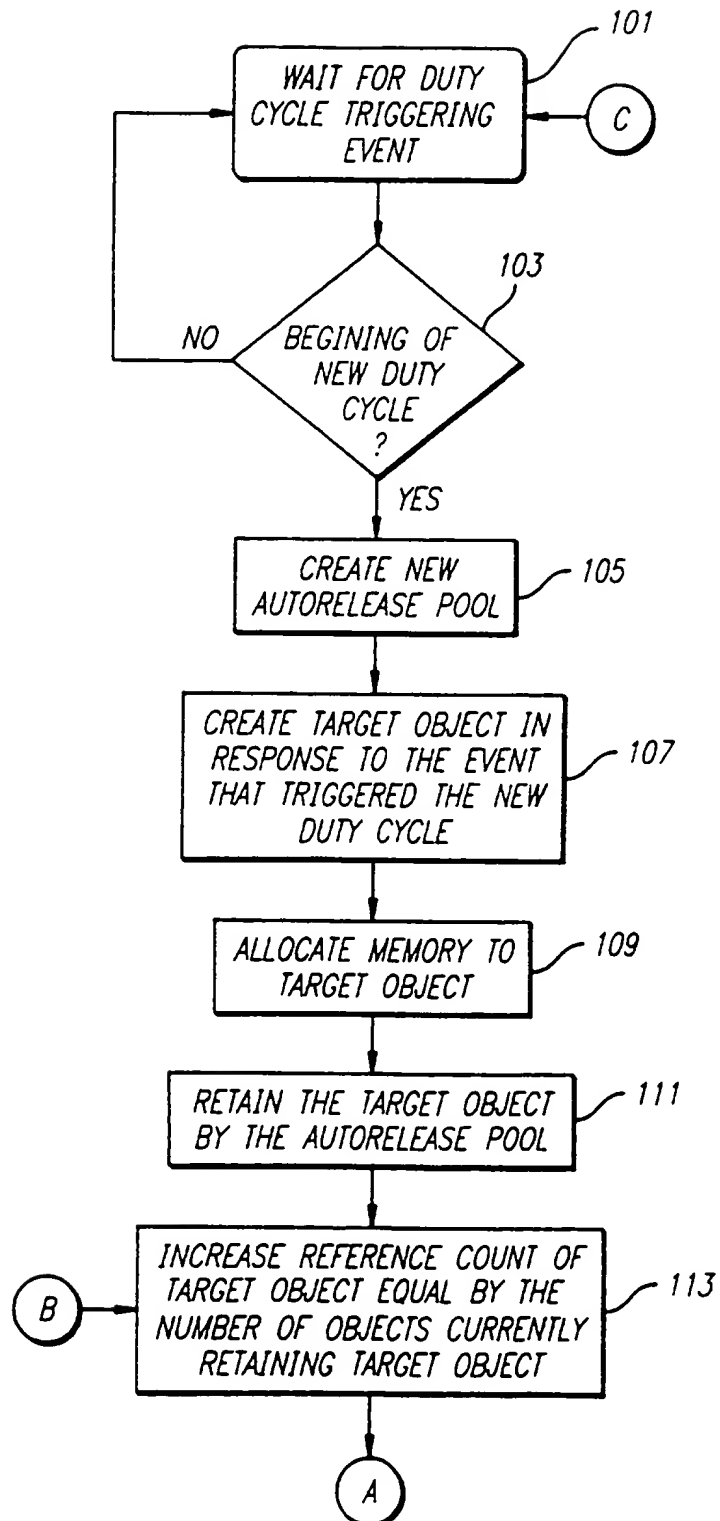 101
WAIT FOR DUTY
CYCLE TRIGGERING
EVENT
C
103
NO
BEGINING OF
NEW DUTY
CYCLE
?
YES
CREATE NEW
AUTORELEASE POOL
105
CREATE TARGET OBJECT IN
RESPONSE TO THE EVENT
THAT TRIGGERED THE NEW
DUTY CYCLE
107
ALLOCATE MEMORY TO
TARGET OBJECT
109
RETAIN THE TARGET OBJECT
BY THE AUTORELEASE POOL
111
INCREASE REFERENCE COUNT OF
TARGET OBJECT EQUAL BY THE
NUMBER OF OBJECTS CURRENTLY
RETAINING TARGET OBJECT
113
B
A